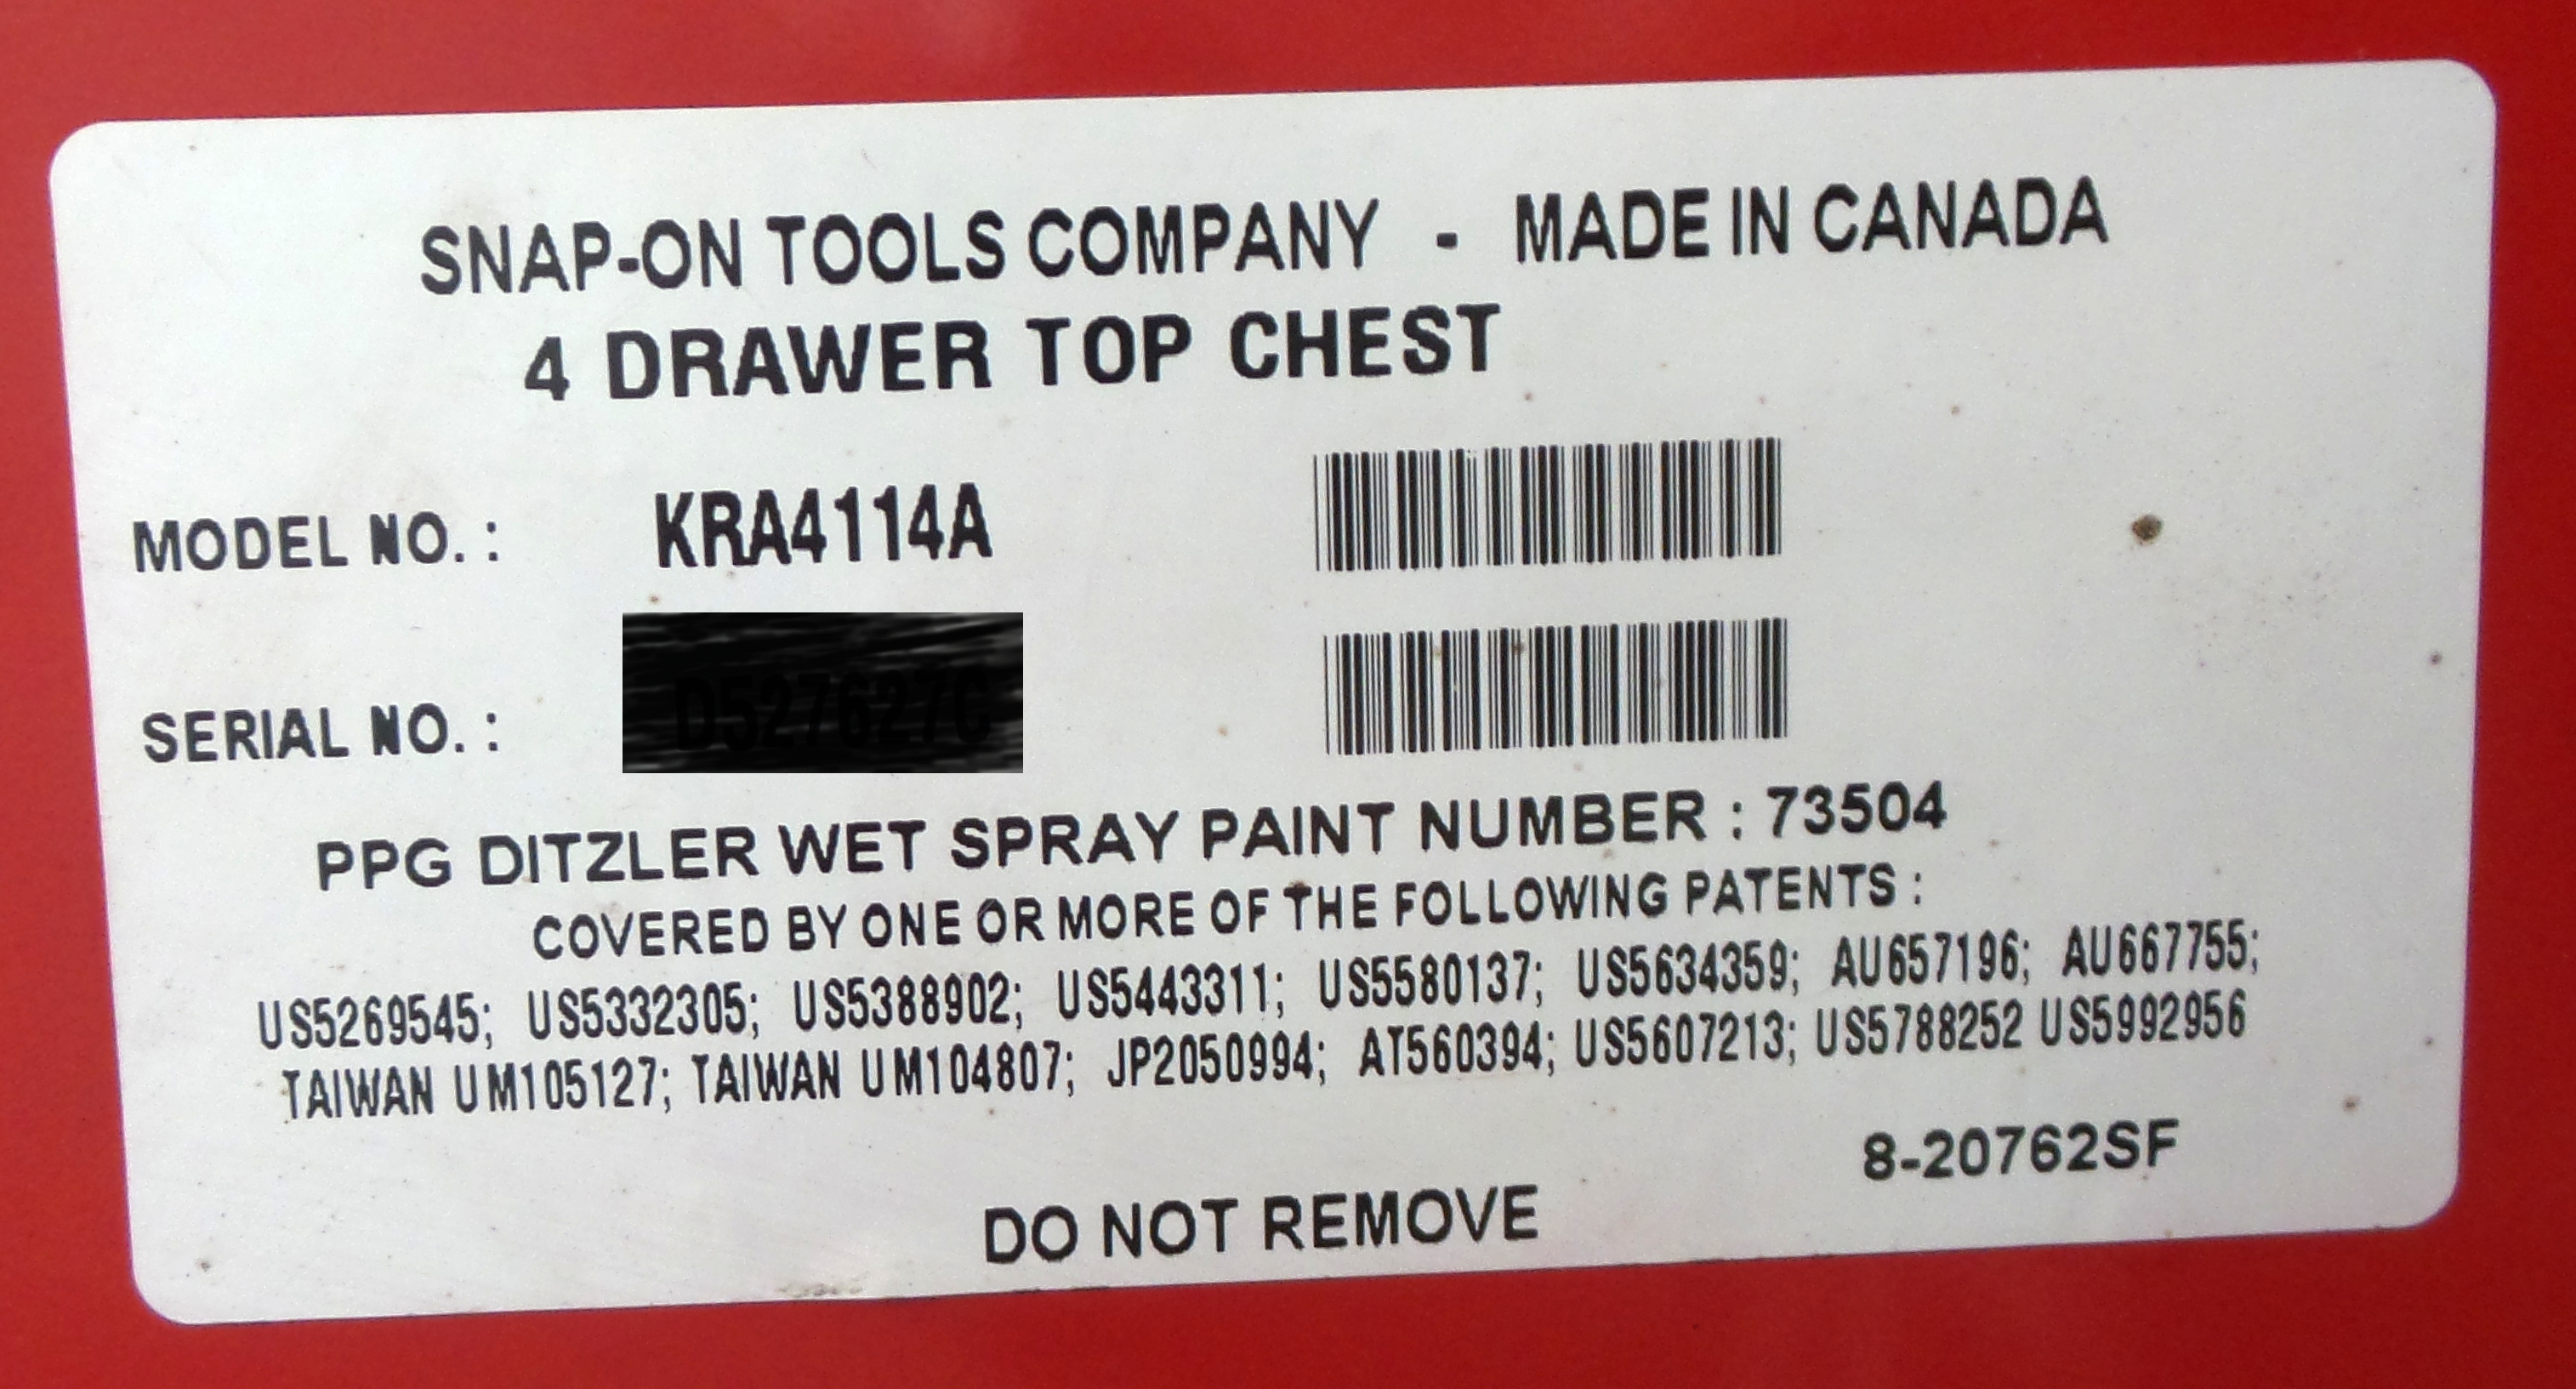 SNAP-ON TOOLS COMPANY - MADE IN CANADA
4 DRAWER TOP CHEST
MODEL NO. : KRA4114A
SERIAL NO. :
PPG DITZLER WET SPRAY PAINT NUMBER : 73504
COVERED BY ONE OR MORE OF THE FOLLOWING PATENTS :
US5269545; US5332305; US5388902; US5443311; US5580137; US5634359; AU657196; AU667755;
TAIWAN UM105127; TAIWAN UM104807; JP2050994; AT560394; US5607213; US5788252 US5992956
8-20762SF
DO NOT REMOVE